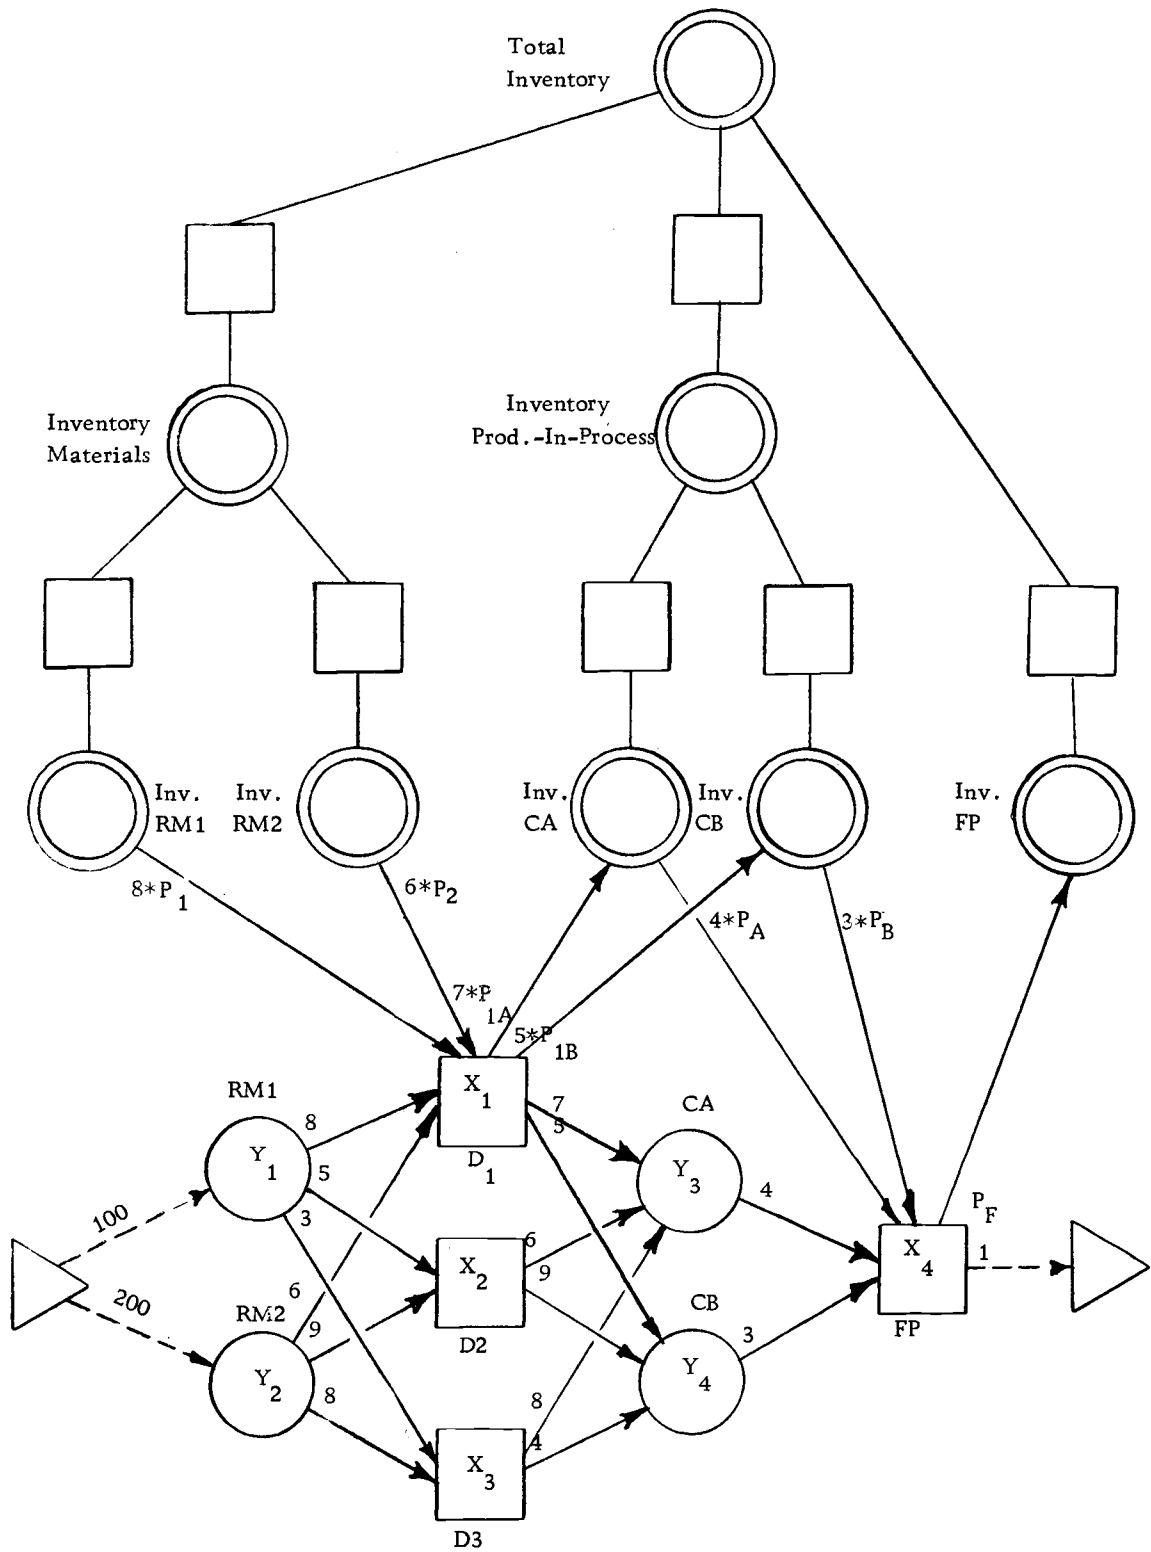 Total
Inventory
Inventory
Materials
Inventory
Prod.-In-Process
Inv.
RM1
Inv.
RM2
Inv.
CA
Inv.
CB
Inv.
FP
8*P1
6*P2
4*PA
3*PB
7*P1A
5*P1B
RM1
X1
D1
CA
Y1
8
5
3
7
5
Y3
4
100
200
X2
D2
6
9
PF
X4
1
FP
RM2
6
9
8
Y2
CB
Y4
3
8
4
X3
D3